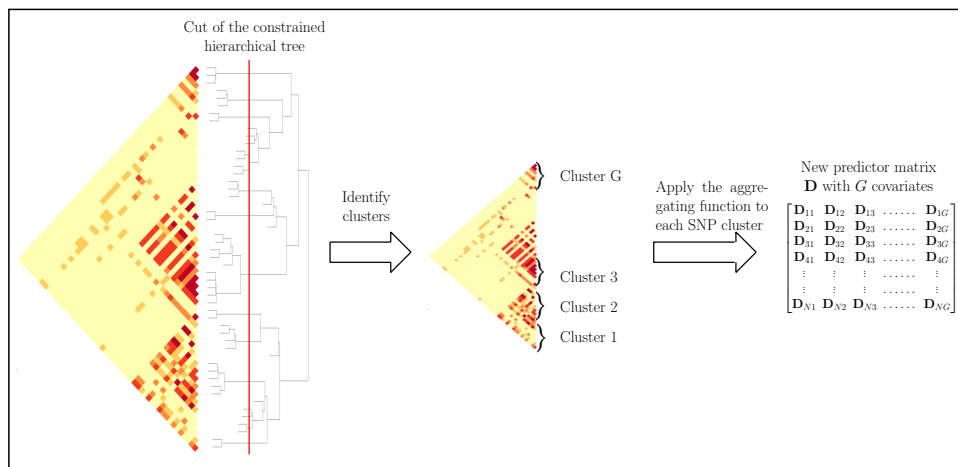 Cut of the constrained
hierarchical tree
Identify
clusters
Cluster G
Cluster 3
Cluster 2
Cluster 1
Apply the aggre-
gating function to
each SNP cluster
New predictor matrix
D with G covariates
D11 D12 D13 ...... D1G
D21 D22 D23 ...... D2G
D31 D32 D33 ...... D3G
D41 D42 D43 ...... D4G
⋮ ⋮ ⋮ ...... ⋮
⋮ ⋮ ⋮ ...... ⋮
DN1 DN2 DN3 ...... DNG